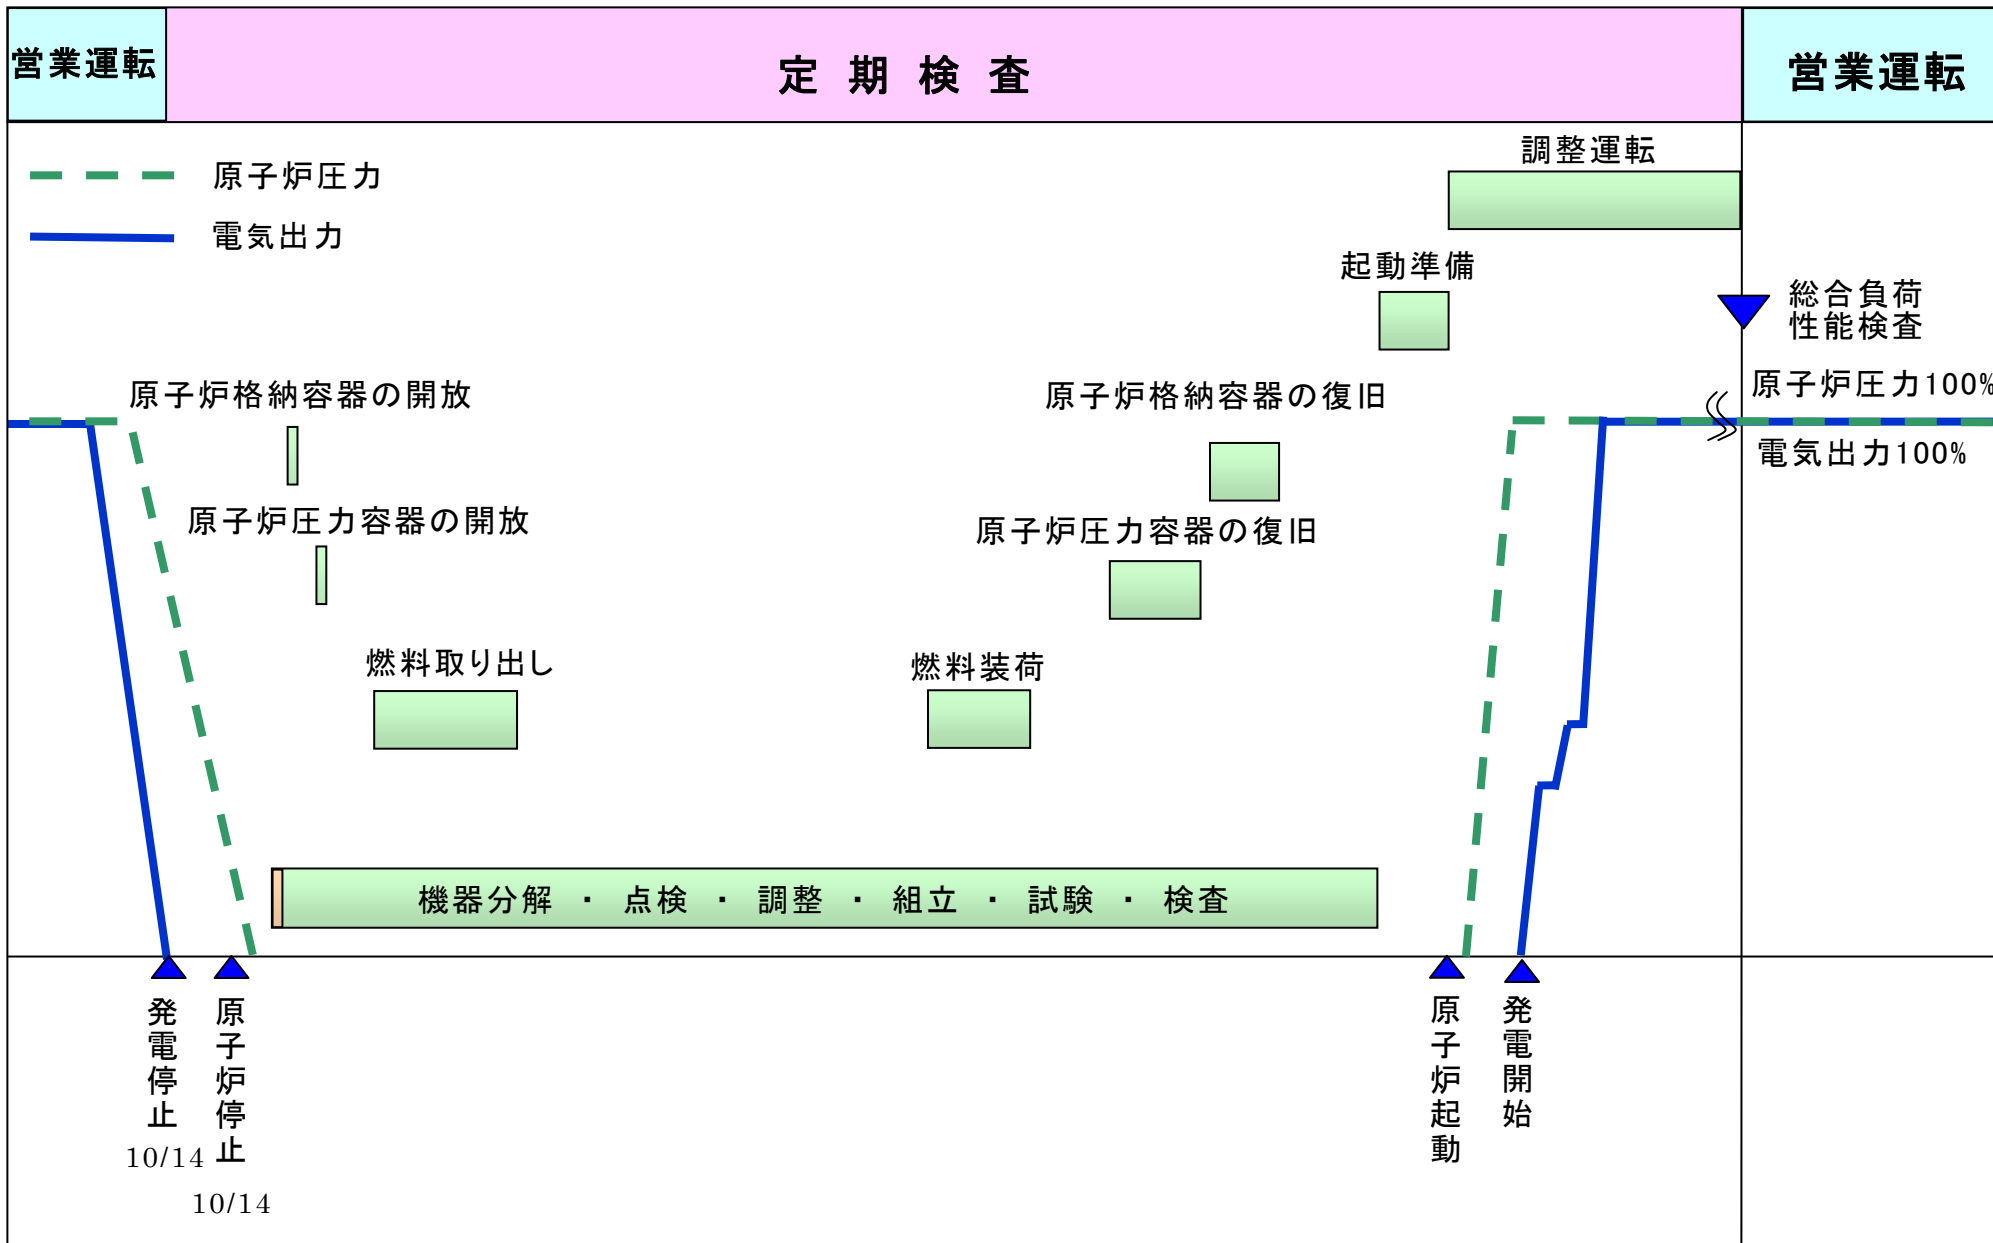 営業運転
定期検査
営業運転
原子炉圧力
電気出力
調整運転
起動準備
総合負荷
性能検査
原子炉格納容器の開放
原子炉格納容器の復旧
原子炉圧力100%
電気出力100%
原子炉圧力容器の開放
原子炉圧力容器の復旧
燃料取り出し
燃料装荷
機器分解 ・ 点検 ・ 調整 ・ 組立 ・ 試験 ・ 検査
発電停止
10/14
原子炉停止
10/14
原子炉起動
発電開始